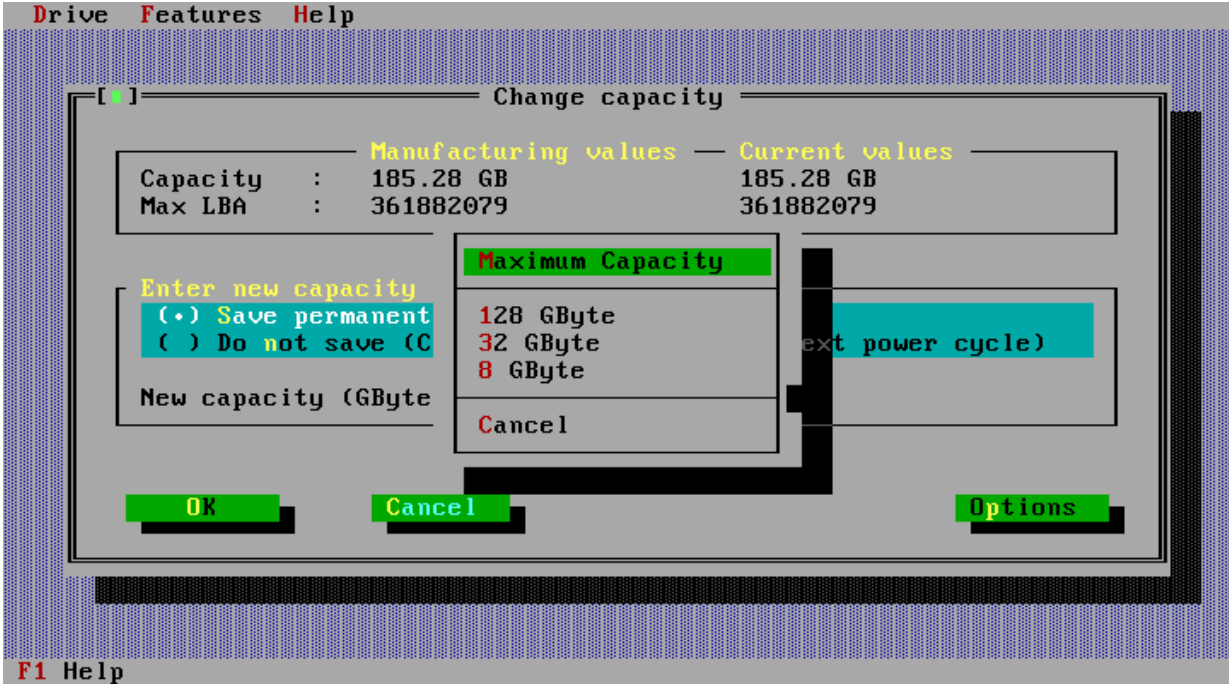 Drive Features Help
[▪] Change capacity
Manufacturing values Current values
Capacity : 185.28 GB 185.28 GB
Max LBA : 361882079 361882079
Maximum Capacity
Enter new capacity
(•) Save permanent 128 GByte
( ) Do not save (C 32 GByte ext power cycle)
8 GByte
New capacity (GByte
Cancel
OK Cancel Options
F1 Help